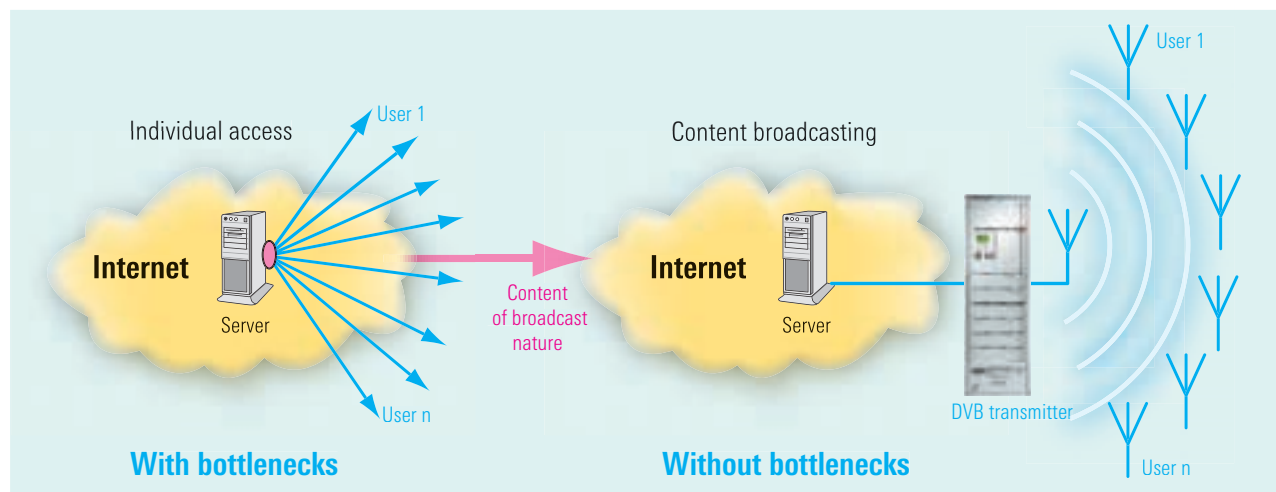 Individual access
User 1
Internet
Server
User n
With bottlenecks
Content
of broadcast
nature
Content broadcasting
Internet
Server
DVB transmitter
User 1
User n
Without bottlenecks